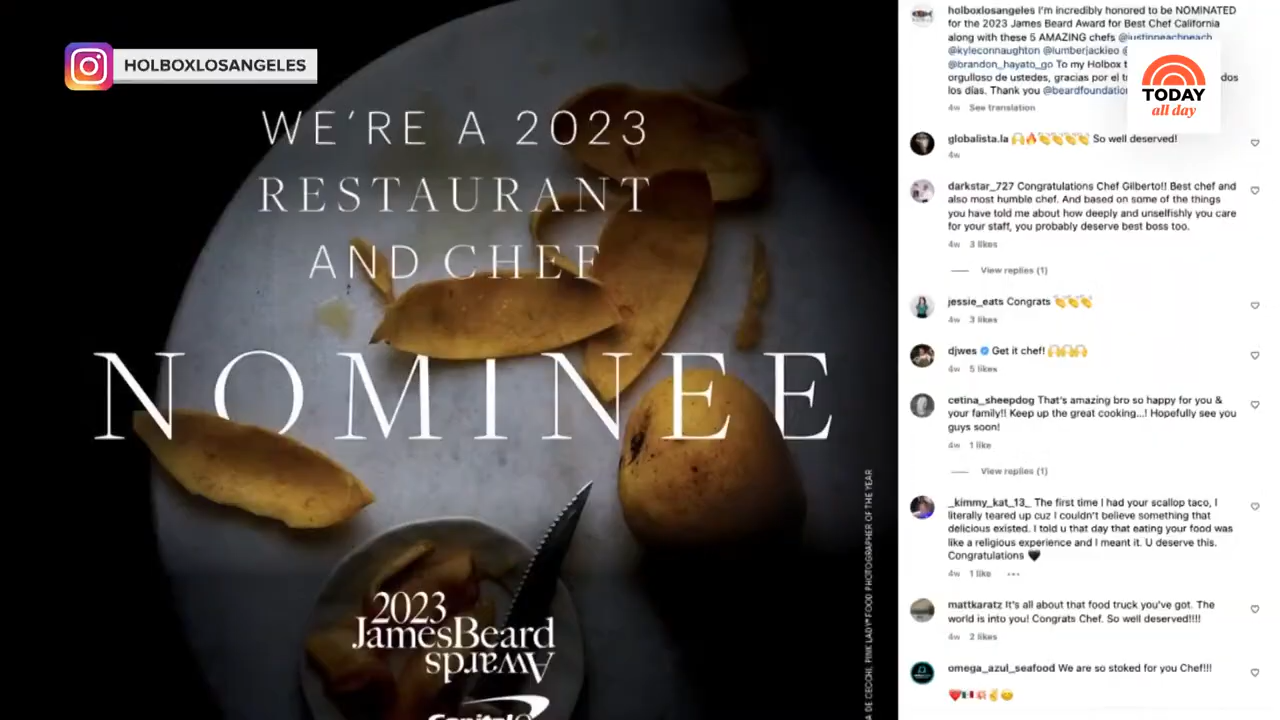 HOLBOXLOSANGELES
WE'RE A 2023
RESTAURANT
AND CHEF
NOMINEE
2023
JamesBeard
Awards
Capital
FOOD PHOTOGRAPHER OF THE YEAR
holboxlosangeles I'm incredibly honored to be NOMINATED
for the 2023 James Beard Award for Best Chef California
along with these 5 AMAZING chefs @justinpeachpeach
@kyleconnaughton @lumberjackieo
@brandon_hayato_go To my Holbox
orgulloso de ustedes, gracias por el
los días. Thank you @beardfoundation
4w See translation
TODAY
all day
globalista.la 🙌🔥👏👏👏👏 So well deserved!
4w
darkstar_727 Congratulations Chef Gilberto!! Best chef and
also most humble chef. And based on some of the things
you have told me about how deeply and unselfishly you care
for your staff, you probably deserve best boss too.
4w 3 likes
View replies (1)
jessie_eats Congrats 👏👏👏
4w 3 likes
djwes Get it chef! 🙌🙌🙌
4w 5 likes
cetina_sheepdog That's amazing bro so happy for you &
your family!! Keep up the great cooking...! Hopefully see you
guys soon!
4w 1 like
View replies (1)
_kimmy_kat_13_ The first time I had your scallop taco, I
literally teared up cuz I couldn't believe something that
delicious existed. I told u that day that eating your food was
like a religious experience and I meant it. U deserve this.
Congratulations 🖤
4w 1 like •••
mattkaratz It's all about that food truck you've got. The
world is into you! Congrats Chef. So well deserved!!!!
4w 2 likes
omega_azul_seafood We are so stoked for you Chef!!!